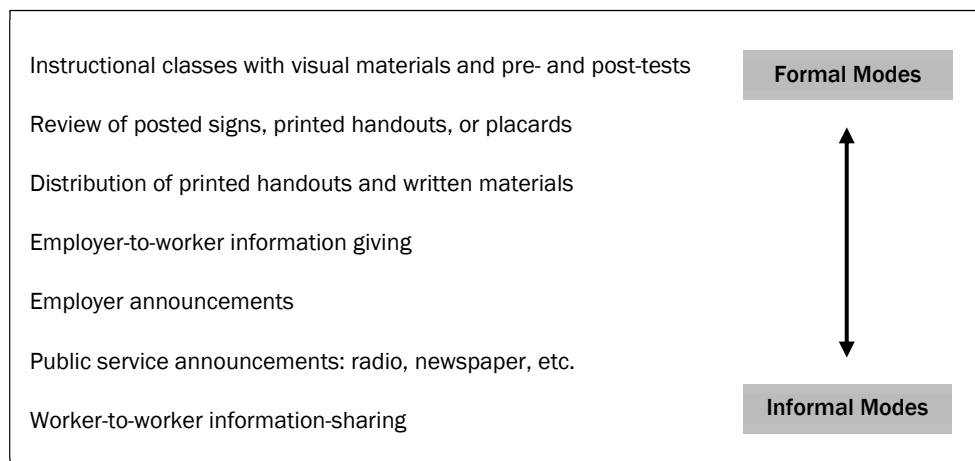 Instructional classes with visual materials and pre- and post-tests
Formal Modes
Review of posted signs, printed handouts, or placards
Distribution of printed handouts and written materials
Employer-to-worker information giving
Employer announcements
Public service announcements: radio, newspaper, etc.
Informal Modes
Worker-to-worker information-sharing